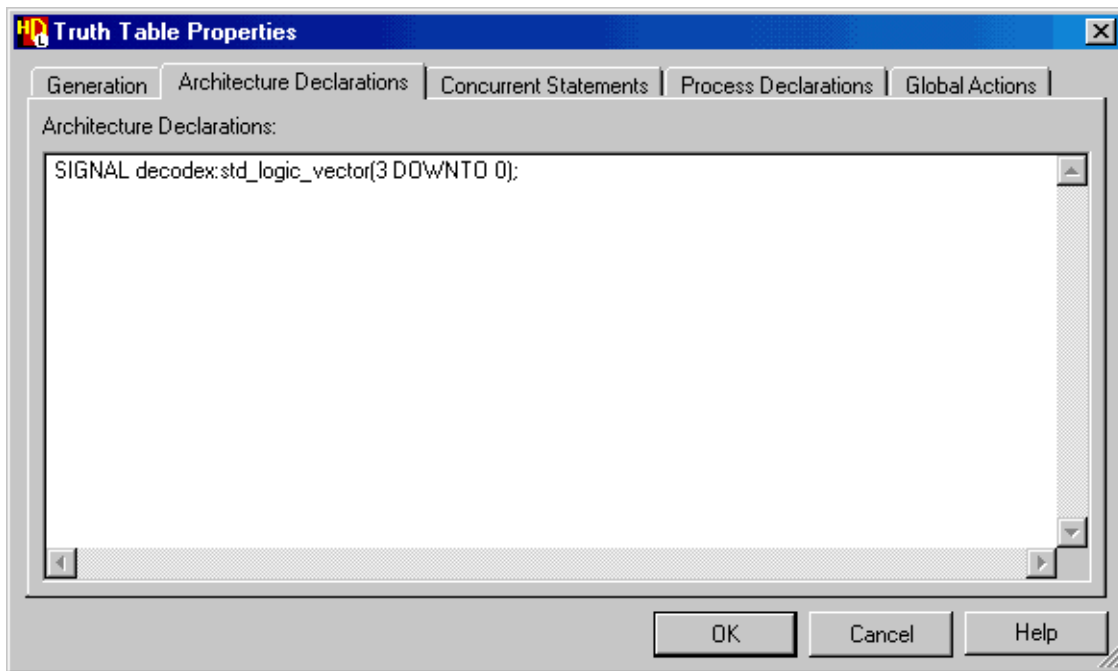 HDL Truth Table Properties
Generation Architecture Declarations Concurrent Statements Process Declarations Global Actions
Architecture Declarations:
SIGNAL decodex:std_logic_vector(3 DOWNTO 0);
OK Cancel Help